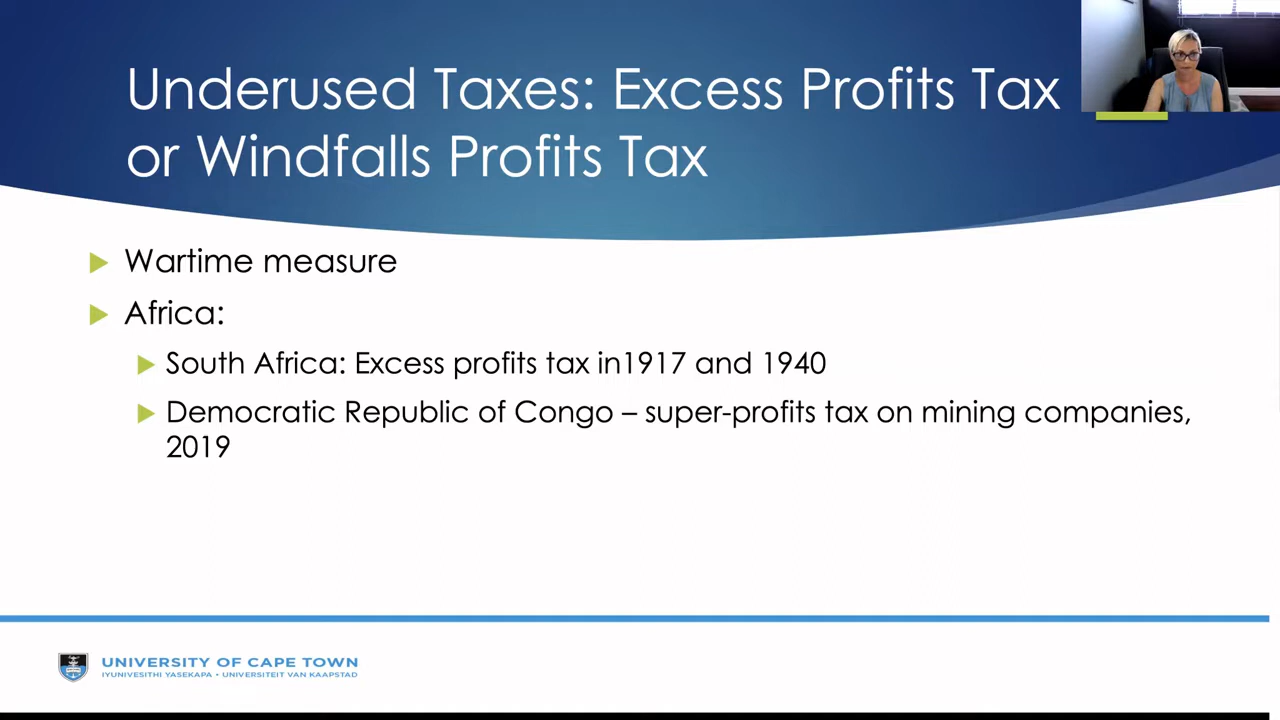 Underused Taxes: Excess Profits Tax
or Windfalls Profits Tax
Wartime measure
Africa:
South Africa: Excess profits tax in1917 and 1940
Democratic Republic of Congo – super-profits tax on mining companies,
2019
UNIVERSITY OF CAPE TOWN
IYUNIVESITHI YASEKAPA • UNIVERSITEIT VAN KAAPSTAD